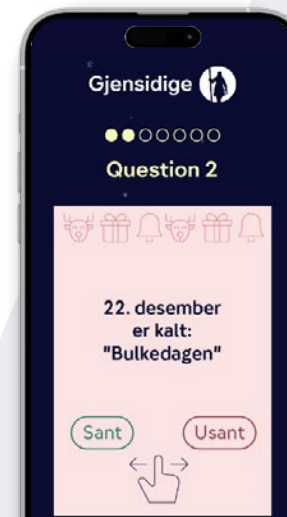 Gjensidige
Question 2
22. desember
er kalt:
"Bulkedagen"
Sant
Usant